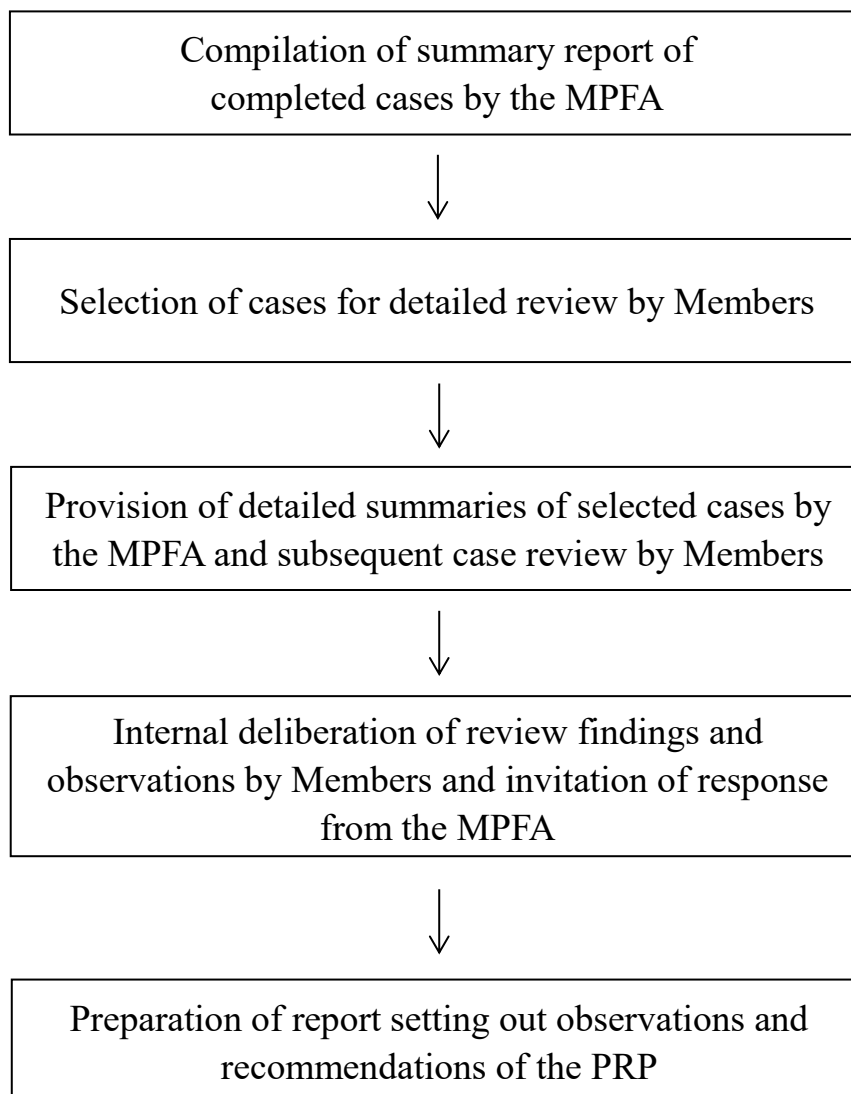 Compilation of summary report of
completed cases by the MPFA
Selection of cases for detailed review by Members
Provision of detailed summaries of selected cases by
the MPFA and subsequent case review by Members
Internal deliberation of review findings and
observations by Members and invitation of response
from the MPFA
Preparation of report setting out observations and
recommendations of the PRP